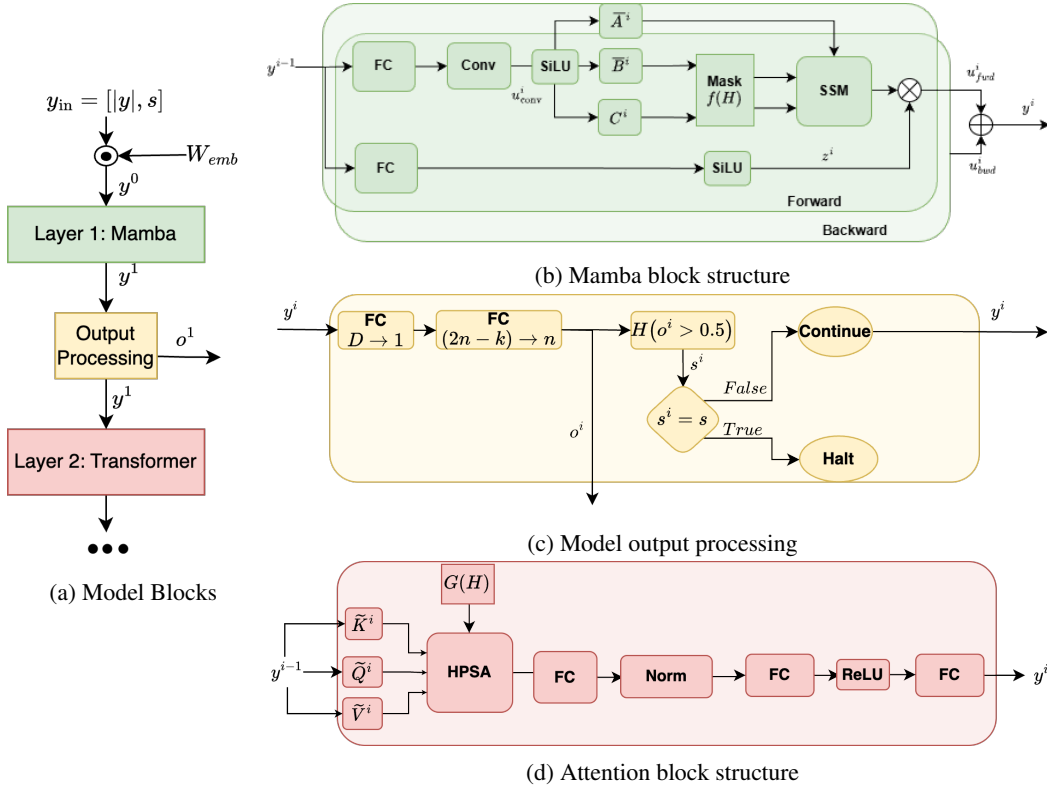 y_in = [|y|, s]
W_emb
y^0
Layer 1: Mamba
y^1
Output
Processing
o^1
y^1
Layer 2: Transformer
(a) Model Blocks
y^{i−1}
FC
Conv
u^i_conv
SiLU
A̅^i
B̅^i
C^i
Mask
f(H)
SSM
u^i_fwd
y^i
u^i_bwd
FC
SiLU
z^i
Forward
Backward
(b) Mamba block structure
y^i
FC
D → 1
FC
(2n − k) → n
H(o^i > 0.5)
Continue
y^i
s^i
False
s^i = s
True
o^i
Halt
(c) Model output processing
G(H)
y^{i−1}
K̃^i
Q̃^i
Ṽ^i
HPSA
FC
Norm
FC
ReLU
FC
y^i
(d) Attention block structure